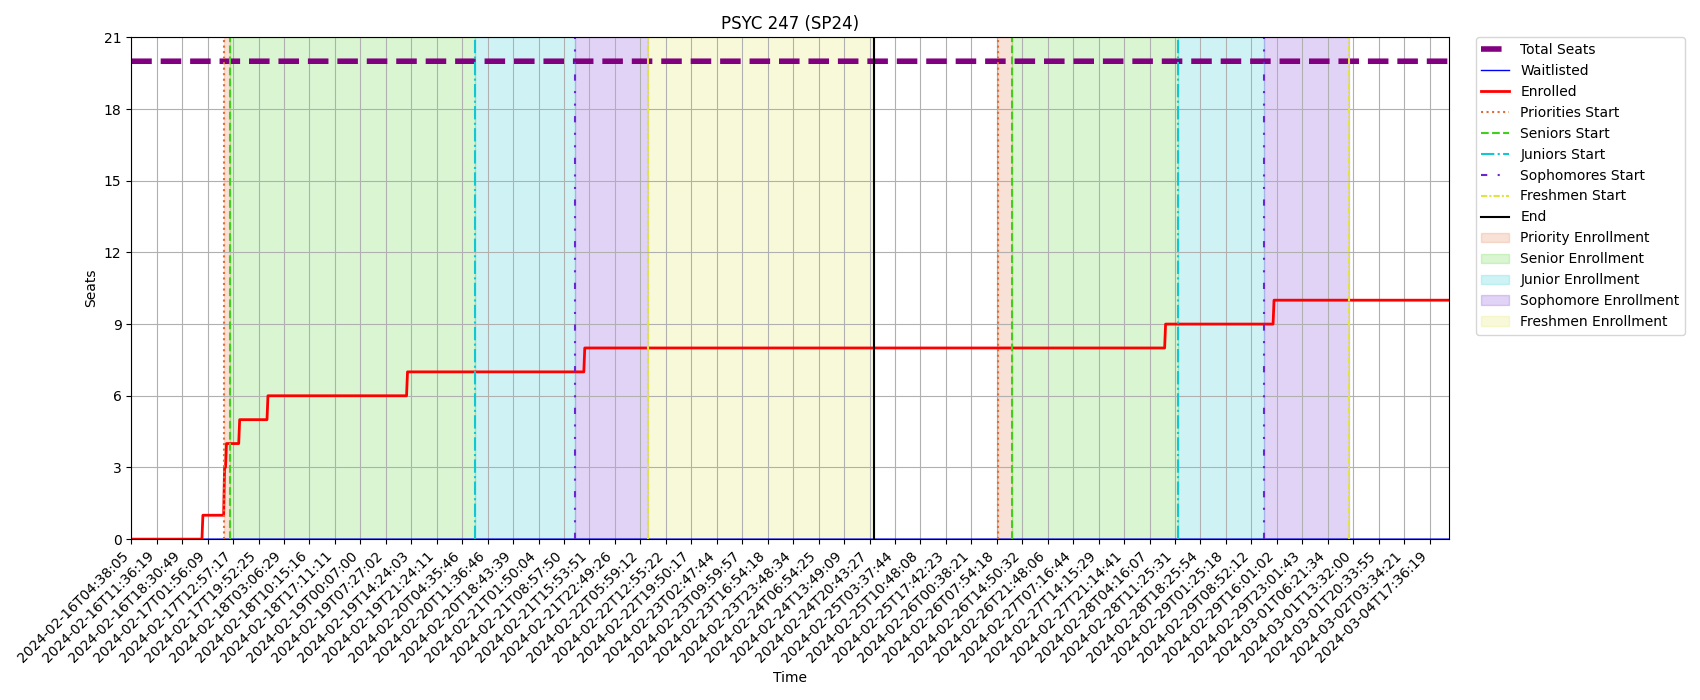 PSYC 247 (SP24)
21
18
15
12
9
6
3
0
Seats
2024-02-16T04:38:05
2024-02-16T11:36:19
2024-02-16T18:30:49
2024-02-17T01:56:09
2024-02-17T12:57:17
2024-02-17T19:52:25
2024-02-18T03:06:29
2024-02-18T10:15:16
2024-02-18T17:11:11
2024-02-19T00:07:00
2024-02-19T07:27:02
2024-02-19T14:24:03
2024-02-19T21:24:11
2024-02-20T04:35:46
2024-02-20T11:36:46
2024-02-20T18:43:39
2024-02-21T01:50:04
2024-02-21T08:57:50
2024-02-21T15:53:51
2024-02-21T22:49:26
2024-02-22T05:59:12
2024-02-22T12:55:22
2024-02-22T19:50:17
2024-02-23T02:47:44
2024-02-23T09:59:57
2024-02-23T16:54:18
2024-02-23T23:48:34
2024-02-24T06:54:25
2024-02-24T13:49:09
2024-02-24T20:43:27
2024-02-25T03:37:44
2024-02-25T10:48:08
2024-02-25T17:42:23
2024-02-26T00:38:21
2024-02-26T07:54:18
2024-02-26T14:50:32
2024-02-26T21:48:06
2024-02-27T07:16:44
2024-02-27T14:15:29
2024-02-27T21:14:41
2024-02-28T04:16:07
2024-02-28T11:25:31
2024-02-28T18:25:54
2024-02-29T01:25:18
2024-02-29T08:52:12
2024-02-29T16:01:02
2024-02-29T23:01:43
2024-03-01T06:21:34
2024-03-01T13:32:00
2024-03-01T20:33:55
2024-03-02T03:34:21
2024-03-04T17:36:19
Time
Total Seats
Waitlisted
Enrolled
Priorities Start
Seniors Start
Juniors Start
Sophomores Start
Freshmen Start
End
Priority Enrollment
Senior Enrollment
Junior Enrollment
Sophomore Enrollment
Freshmen Enrollment